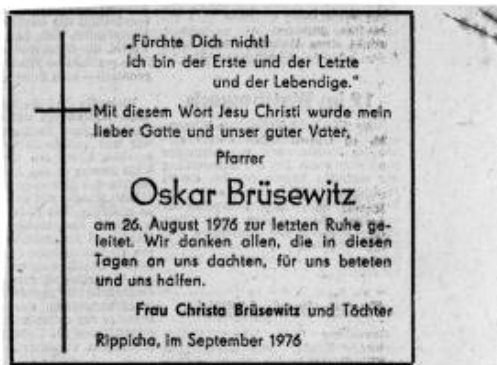 „Fürchte Dich nicht!
Ich bin der Erste und der Letzte
und der Lebendige."
Mit diesem Wort Jesu Christi wurde mein
lieber Gatte und unser guter Vater,
Pfarrer
Oskar Brüsewitz
am 26. August 1976 zur letzten Ruhe ge-
leitet. Wir danken allen, die in diesen
Tagen an uns dachten, für uns beteten
und uns halfen.
Frau Christa Brüsewitz und Töchter
Rippicha, im September 1976